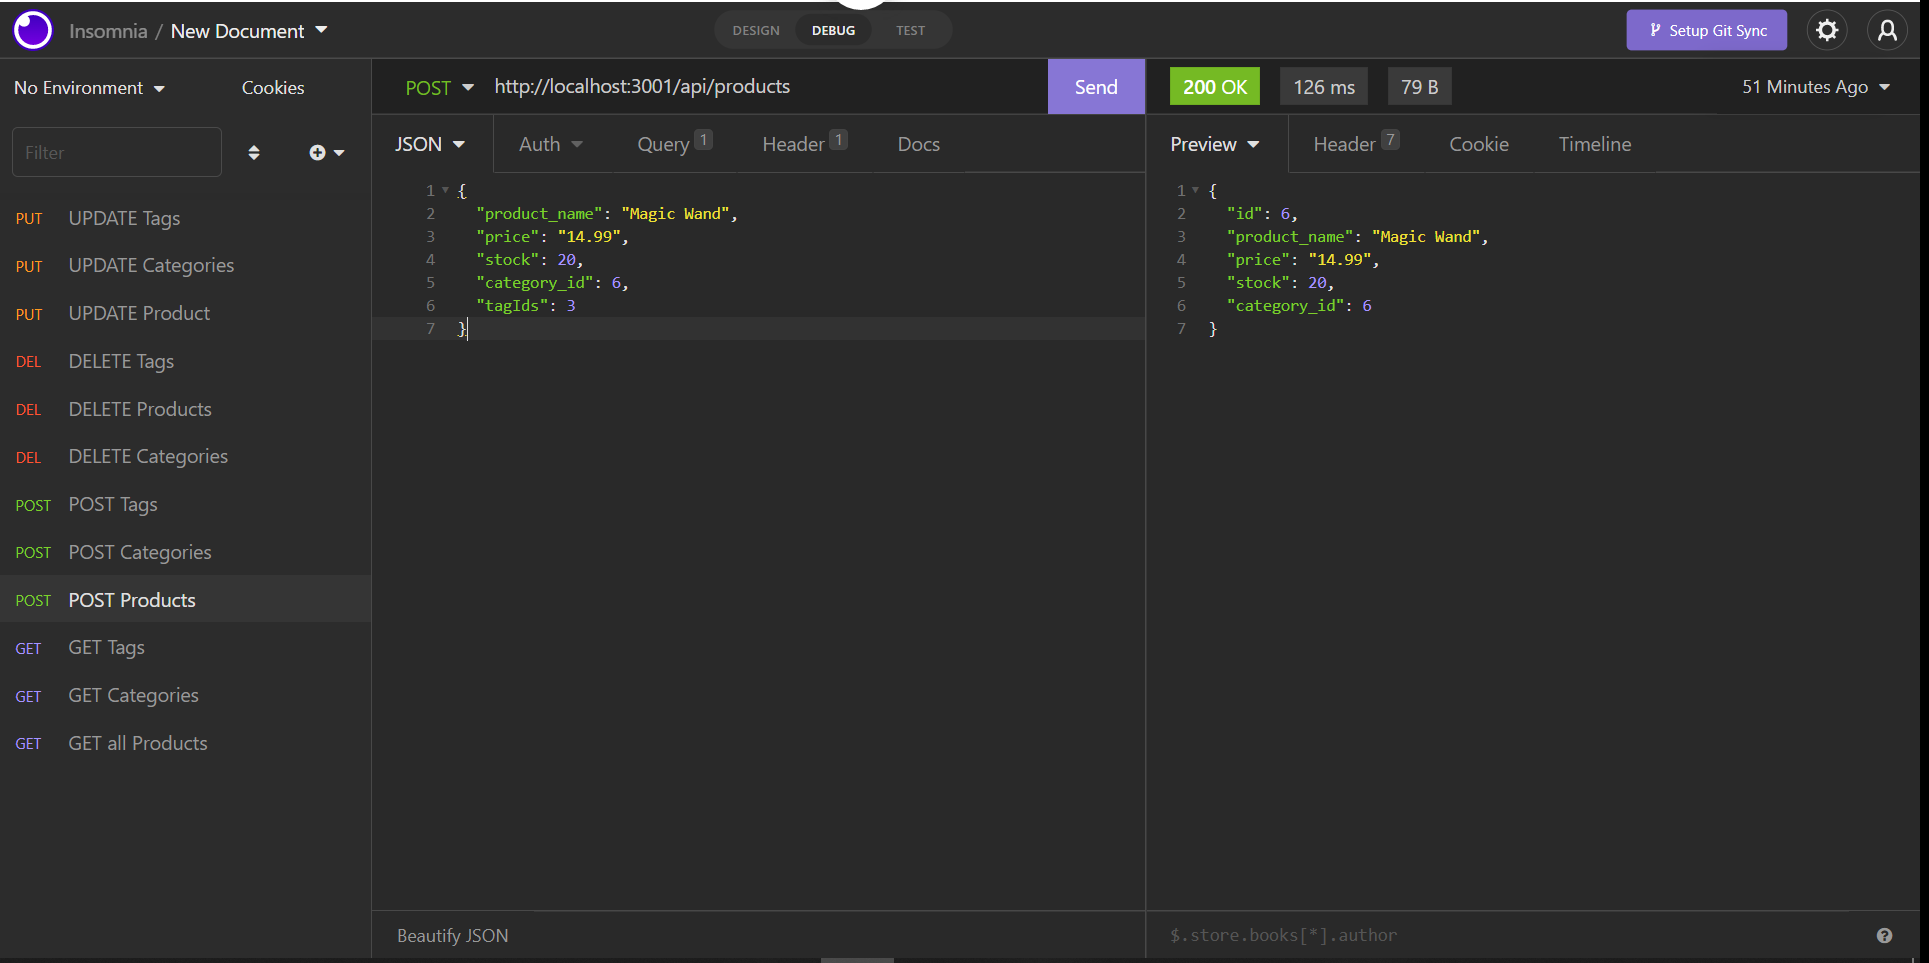 Insomnia / New Document
DESIGN DEBUG TEST
Setup Git Sync
No Environment Cookies
Filter
PUT UPDATE Tags
PUT UPDATE Categories
PUT UPDATE Product
DEL DELETE Tags
DEL DELETE Products
DEL DELETE Categories
POST POST Tags
POST POST Categories
POST POST Products
GET GET Tags
GET GET Categories
GET GET all Products
POST http://localhost:3001/api/products Send
JSON Auth Query 1 Header 1 Docs
1 {
2 "product_name": "Magic Wand",
3 "price": "14.99",
4 "stock": 20,
5 "category_id": 6,
6 "tagIds": 3
7 }
Beautify JSON
200 OK 126 ms 79 B 51 Minutes Ago
Preview Header 7 Cookie Timeline
1 {
2 "id": 6,
3 "product_name": "Magic Wand",
4 "price": "14.99",
5 "stock": 20,
6 "category_id": 6
7 }
$.store.books[*].author ?